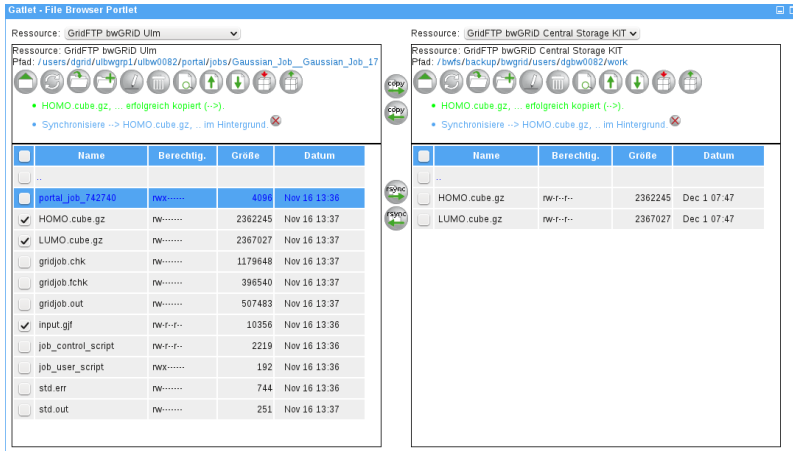 Gatlet - File Browser Portlet
Ressource: GridFTP bwGRiD Ulm
Ressource: GridFTP bwGRiD Ulm
Pfad: /users/dgrid/ulbwgrp1/ulbw0082/portal/jobs/Gaussian_Job__Gaussian_Job_17
HOMO.cube.gz, ... erfolgreich kopiert (-->).
Synchronisiere --> HOMO.cube.gz, .. im Hintergrund.
Name Berechtig. Größe Datum
..
portal_job_742740 rwx------ 4096 Nov 16 13:36
HOMO.cube.gz rw------- 2362245 Nov 16 13:37
LUMO.cube.gz rw------- 2367027 Nov 16 13:37
gridjob.chk rw------- 1179648 Nov 16 13:36
gridjob.fchk rw------- 396540 Nov 16 13:36
gridjob.out rw------- 507483 Nov 16 13:37
input.gjf rw-r--r-- 10356 Nov 16 13:36
job_control_script rw-r--r-- 2219 Nov 16 13:36
job_user_script rwx------ 192 Nov 16 13:36
std.err rw------- 744 Nov 16 13:36
std.out rw------- 251 Nov 16 13:37
copy
copy
rsync
rsync
Ressource: GridFTP bwGRiD Central Storage KIT
Ressource: GridFTP bwGRiD Central Storage KIT
Pfad: /bwfs/backup/bwgrid/users/dgbw0082/work
HOMO.cube.gz, ... erfolgreich kopiert (-->).
Synchronisiere --> HOMO.cube.gz, .. im Hintergrund.
Name Berechtig. Größe Datum
..
HOMO.cube.gz rw-r--r-- 2362245 Dec 1 07:47
LUMO.cube.gz rw-r--r-- 2367027 Dec 1 07:47